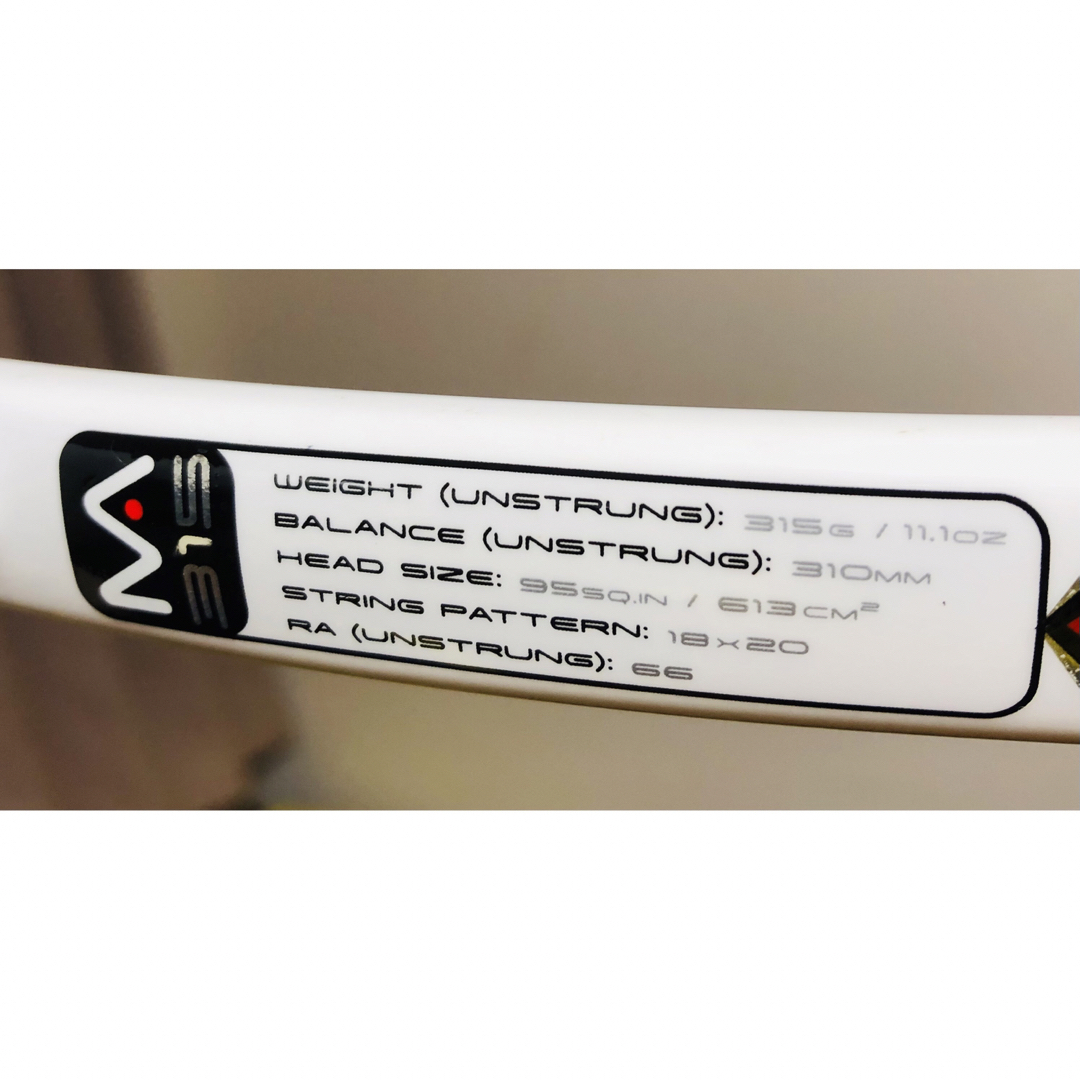 315
WEIGHT (UNSTRUNG): 315G / 11.1OZ
BALANCE (UNSTRUNG): 310MM
HEAD SIZE: 95SQ.IN / 613CM²
STRING PATTERN: 18x20
RA (UNSTRUNG): 66